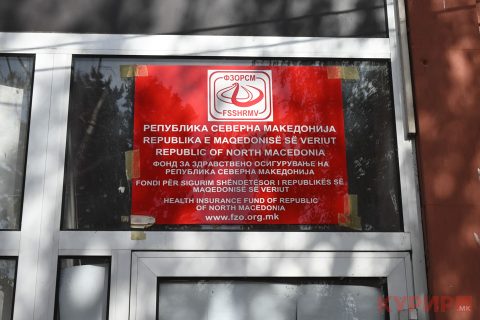 ФЗОРСМ
FSSHRMV
РЕПУБЛИКА СЕВЕРНА МАКЕДОНИЈА
REPUBLIKA E MAQEDONISË SË VERIUT
REPUBLIC OF NORTH MACEDONIA
ФОНД ЗА ЗДРАВСТВЕНО ОСИГУРУВАЊЕ НА
РЕПУБЛИКА СЕВЕРНА МАКЕДОНИЈА
FONDI PËR SIGURIM SHËNDETËSOR I REPUBLIKËS SË
MAQEDONISË SË VERIUT
HEALTH INSURANCE FUND OF REPUBLIC
OF NORTH MACEDONIA
www.fzo.org.mk
КУРИР
.МК